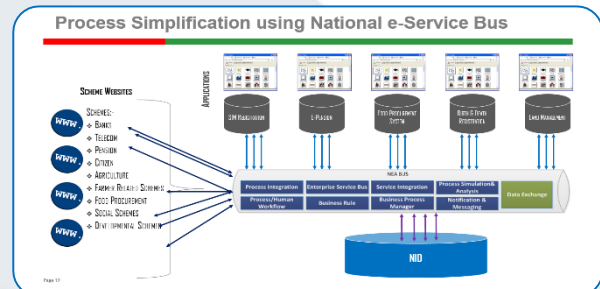 Process Simplification using National e-Service Bus
SCHEME WEBSITES
SCHEMES:-
BANKS
TELECOM
PENSION
CITIZEN
AGRICULTURE
FARMER RELATED SCHEMES
FOOD PROCUREMENT
SOCIAL SCHEMES
DEVELOPMENTAL SCHEMES
WWW.
WWW.
WWW.
WWW.
APPLICATIONS
SIM REGISTRATION
E-PENSION
FOOD PROCUREMENT
SYSTEM
BIRTH & DEATH
REGISTRATION
LAND MANAGEMENT
NEA BUS
Process Integration
Enterprise Service Bus
Service Integration
Process Simulation&
Analysis
Data Exchange
Process/Human
Workflow
Business Rule
Business Process
Manager
Notification &
Messaging
NID
Page 17